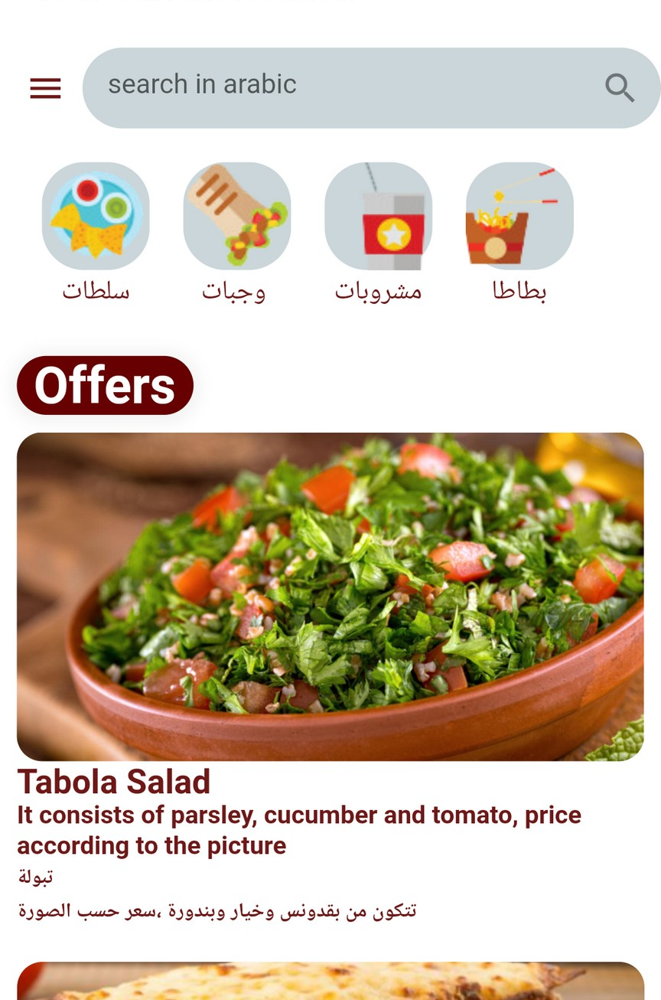 search in arabic
سلطات
وجبات
مشروبات
بطاطا
Offers
Tabola Salad
It consists of parsley, cucumber and tomato, price
according to the picture
تبولة
تتكون من بقدونس وخيار وبندورة ،سعر حسب الصورة